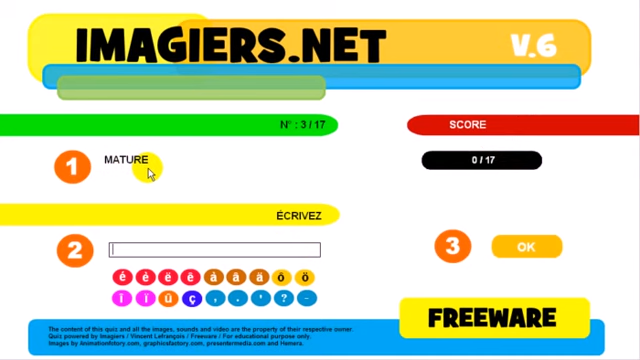 IMAGIERS.NET
V.6
N° : 3 / 17
SCORE
1
MATURE
0 / 17
ÉCRIVEZ
2
3
OK
é è ë ê à â ä ô ö
ï î û ç , . ' ? -
FREEWARE
The content of this quiz and all the images, sounds and video are the property of their respective owner.
Quiz powered by Imagiers / Vincent Lefrançois / Freeware / For educational purpose only.
Images by Animationfactory.com, graphicsfactory.com, presentermedia.com and Hemera.